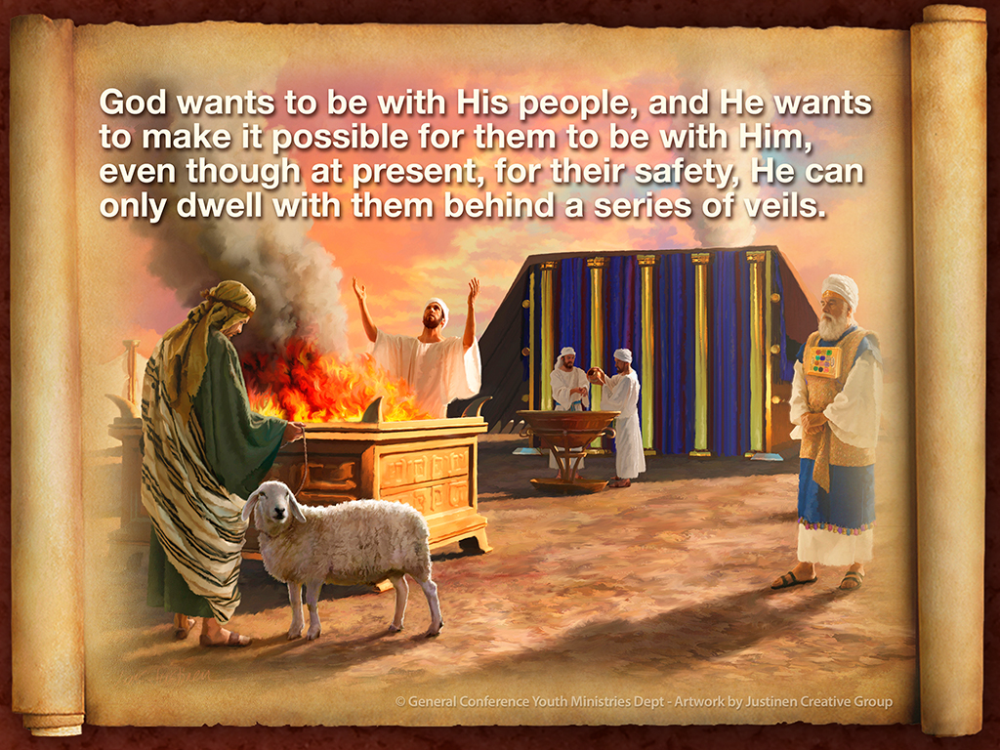 God wants to be with His people, and He wants
to make it possible for them to be with Him,
even though at present, for their safety, He can
only dwell with them behind a series of veils.
© General Conference Youth Ministries Dept - Artwork by Justinen Creative Group